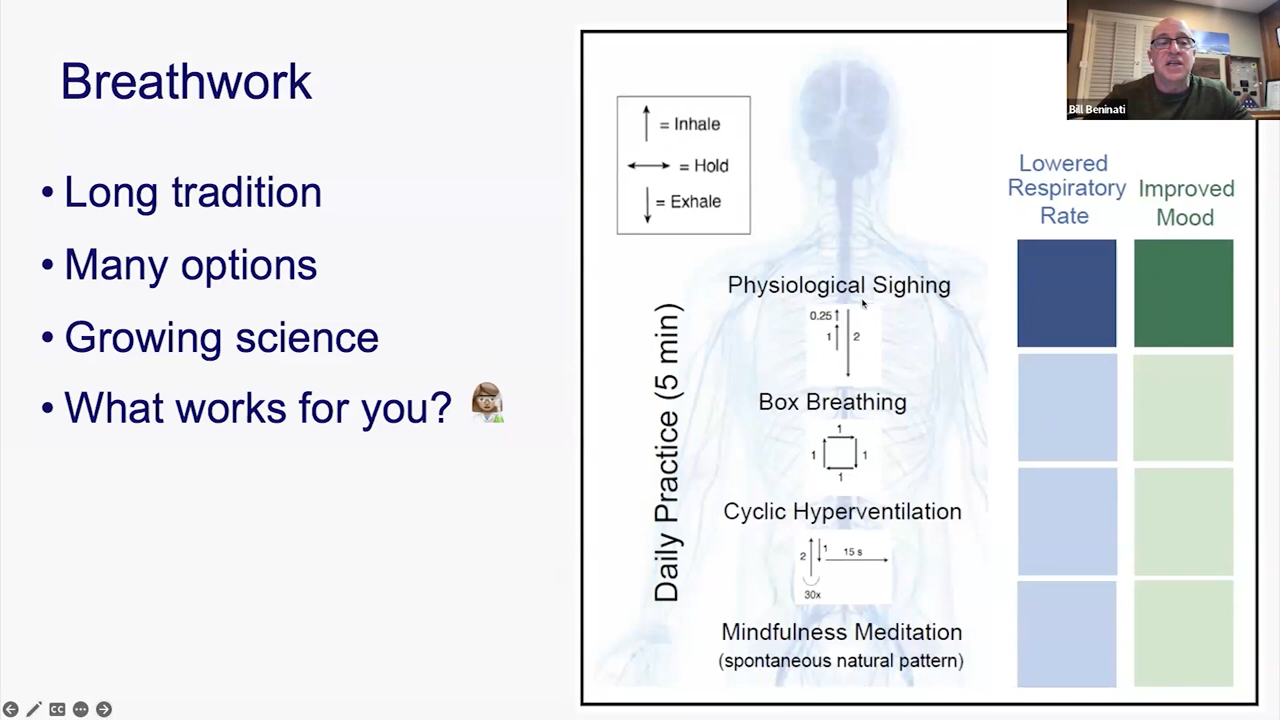 Breathwork
• Long tradition
• Many options
• Growing science
• What works for you?
= Inhale
= Hold
= Exhale
Daily Practice (5 min)
Physiological Sighing
0.25
1
2
Box Breathing
1
1
1
1
Cyclic Hyperventilation
2
1
15 s
30x
Mindfulness Meditation
(spontaneous natural pattern)
Lowered
Respiratory
Rate
Improved
Mood
Bill Beninati
CC